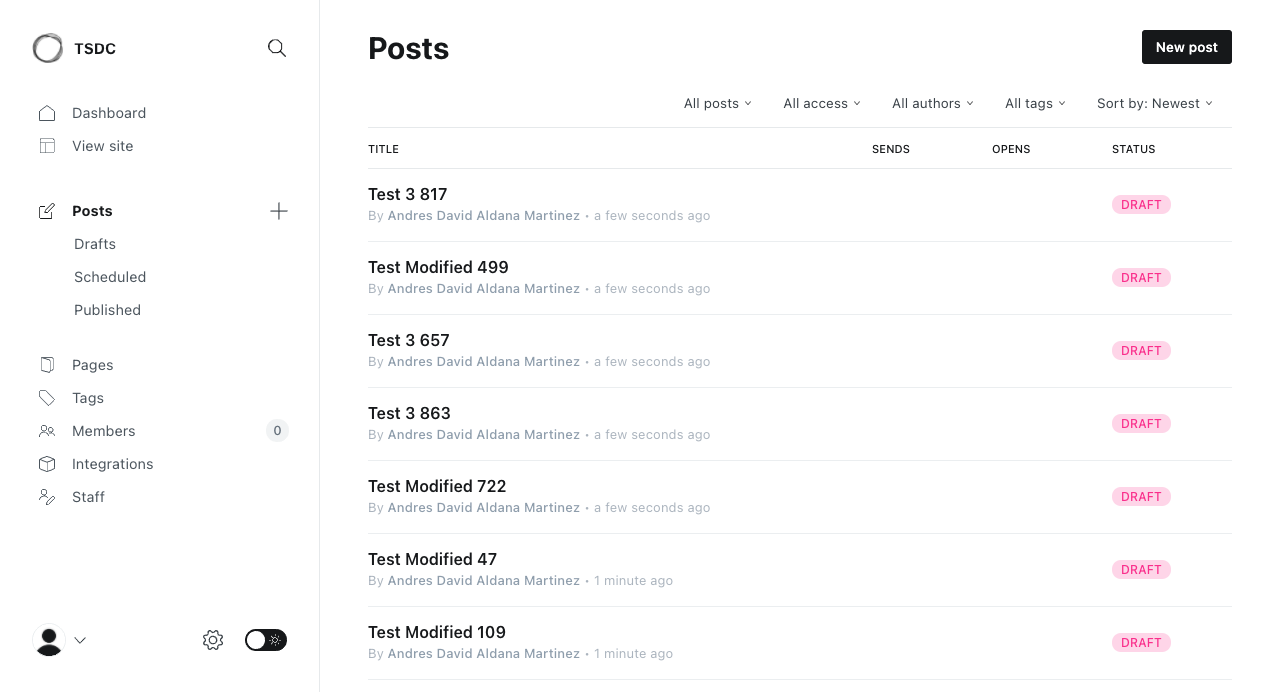 TSDC
Dashboard
View site
Posts
Drafts
Scheduled
Published
Pages
Tags
Members 0
Integrations
Staff
Posts
New post
All posts All access All authors All tags Sort by: Newest
TITLE SENDS OPENS STATUS
Test 3 817
By Andres David Aldana Martinez • a few seconds ago
DRAFT
Test Modified 499
By Andres David Aldana Martinez • a few seconds ago
DRAFT
Test 3 657
By Andres David Aldana Martinez • a few seconds ago
DRAFT
Test 3 863
By Andres David Aldana Martinez • a few seconds ago
DRAFT
Test Modified 722
By Andres David Aldana Martinez • a few seconds ago
DRAFT
Test Modified 47
By Andres David Aldana Martinez • 1 minute ago
DRAFT
Test Modified 109
By Andres David Aldana Martinez • 1 minute ago
DRAFT